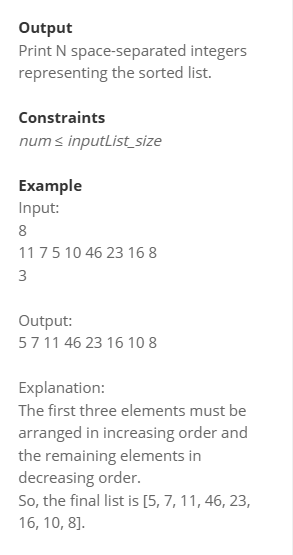 Output
Print N space-separated integers
representing the sorted list.
Constraints
num ≤ inputList_size
Example
Input:
8
11 7 5 10 46 23 16 8
3
Output:
5 7 11 46 23 16 10 8
Explanation:
The first three elements must be
arranged in increasing order and
the remaining elements in
decreasing order.
So, the final list is [5, 7, 11, 46, 23,
16, 10, 8].